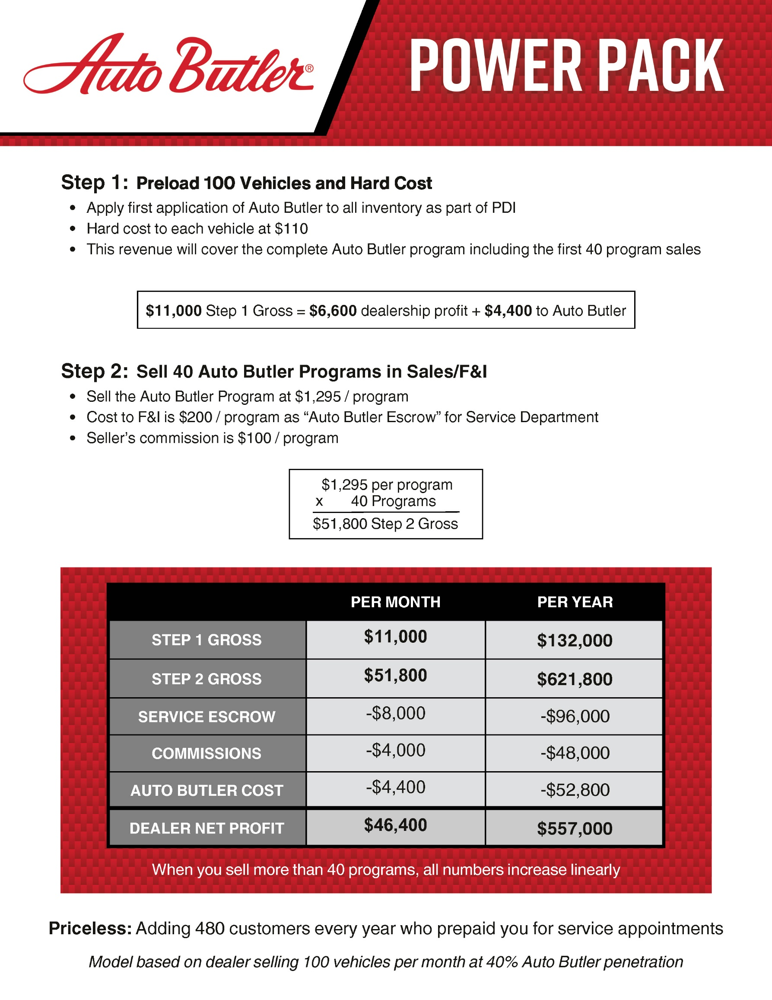 Auto Butler®
POWER PACK
Step 1: Preload 100 Vehicles and Hard Cost
• Apply first application of Auto Butler to all inventory as part of PDI
• Hard cost to each vehicle at $110
• This revenue will cover the complete Auto Butler program including the first 40 program sales
$11,000 Step 1 Gross = $6,600 dealership profit + $4,400 to Auto Butler
Step 2: Sell 40 Auto Butler Programs in Sales/F&I
• Sell the Auto Butler Program at $1,295 / program
• Cost to F&I is $200 / program as “Auto Butler Escrow” for Service Department
• Seller’s commission is $100 / program
$1,295 per program
x 40 Programs
$51,800 Step 2 Gross
PER MONTH PER YEAR
STEP 1 GROSS $11,000 $132,000
STEP 2 GROSS $51,800 $621,800
SERVICE ESCROW -$8,000 -$96,000
COMMISSIONS -$4,000 -$48,000
AUTO BUTLER COST -$4,400 -$52,800
DEALER NET PROFIT $46,400 $557,000
When you sell more than 40 programs, all numbers increase linearly
Priceless: Adding 480 customers every year who prepaid you for service appointments
Model based on dealer selling 100 vehicles per month at 40% Auto Butler penetration